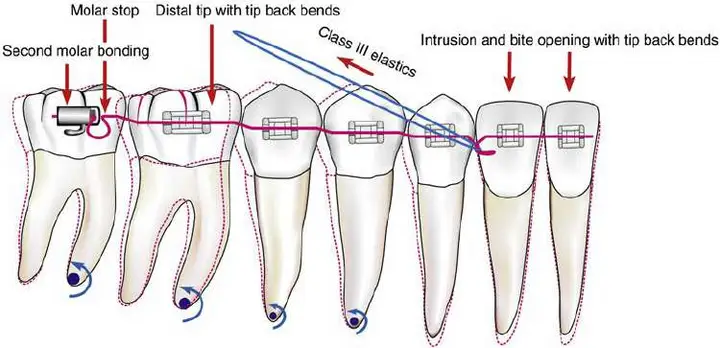 Molar stop
Distal tip with tip back bends
Second molar bonding
Class III elastics
Intrusion and bite opening with tip back bends